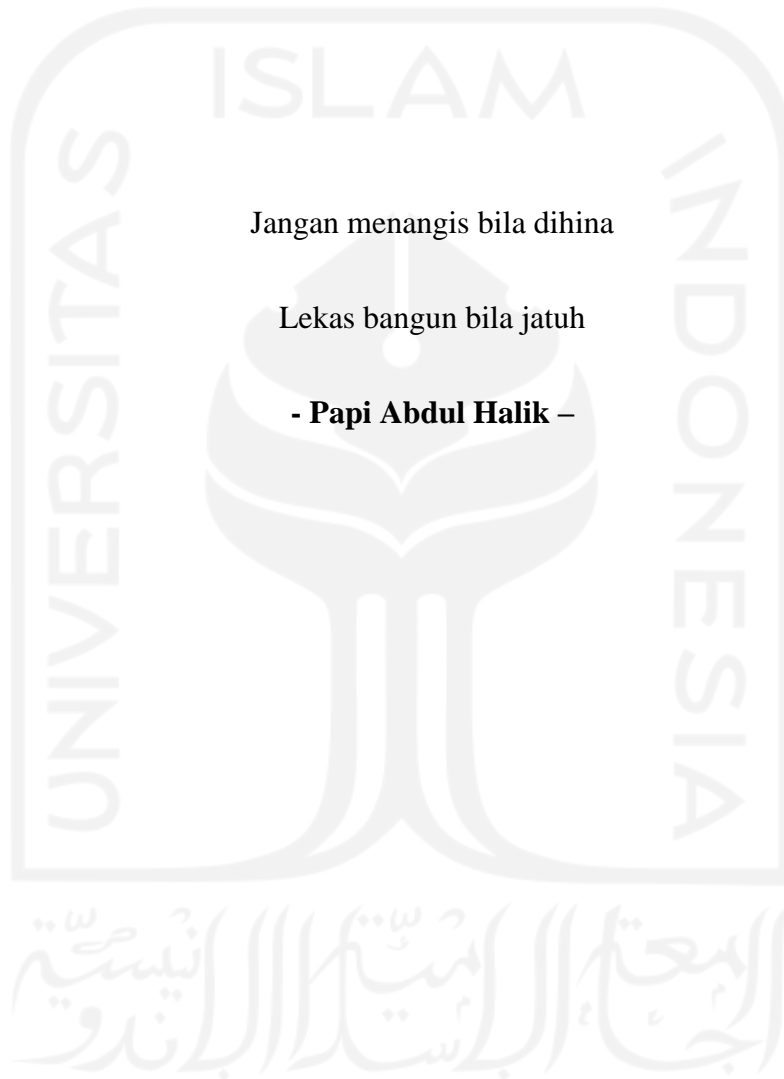 ISLAM
UNIVERSITAS
INDONESIA
Jangan menangis bila dihina
Lekas bangun bila jatuh
- Papi Abdul Halik –